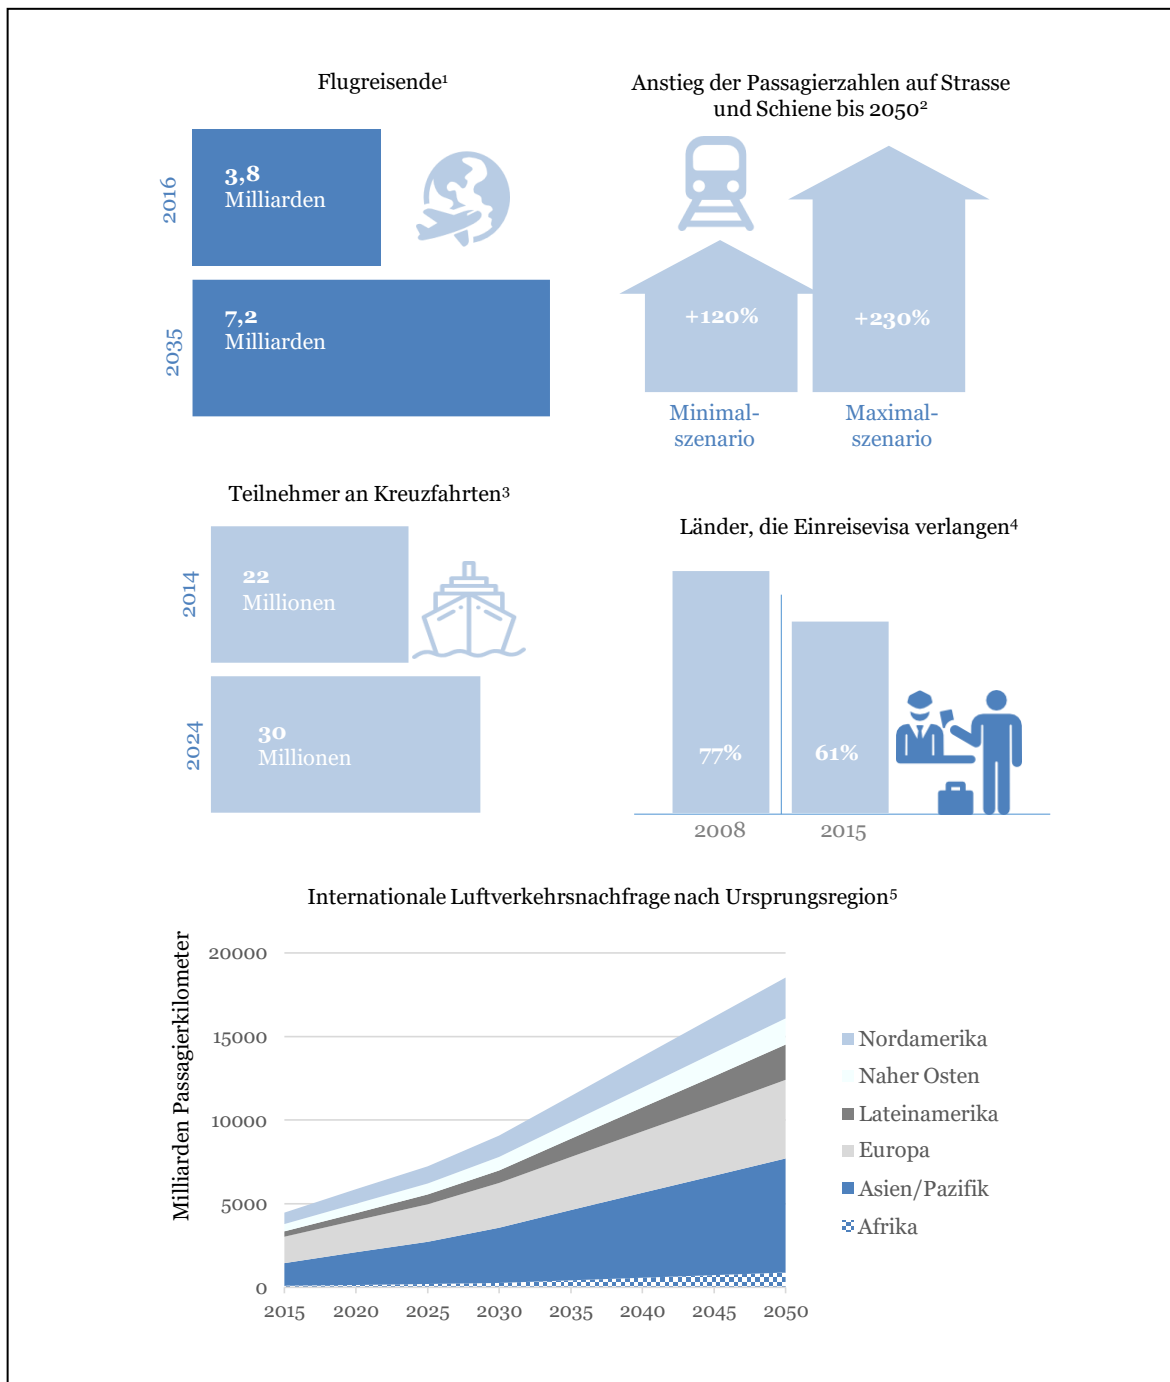 Flugreisende¹
2016
3,8
Milliarden
2035
7,2
Milliarden
Anstieg der Passagierzahlen auf Strasse
und Schiene bis 2050²
+120%
+230%
Minimal-
szenario
Maximal-
szenario
Teilnehmer an Kreuzfahrten³
2014
22
Millionen
2024
30
Millionen
Länder, die Einreisevisa verlangen⁴
77%
61%
2008
2015
Internationale Luftverkehrsnachfrage nach Ursprungsregion⁵
Milliarden Passagierkilometer
20000
15000
10000
5000
0
2015 2020 2025 2030 2035 2040 2045 2050
Nordamerika
Naher Osten
Lateinamerika
Europa
Asien/Pazifik
Afrika